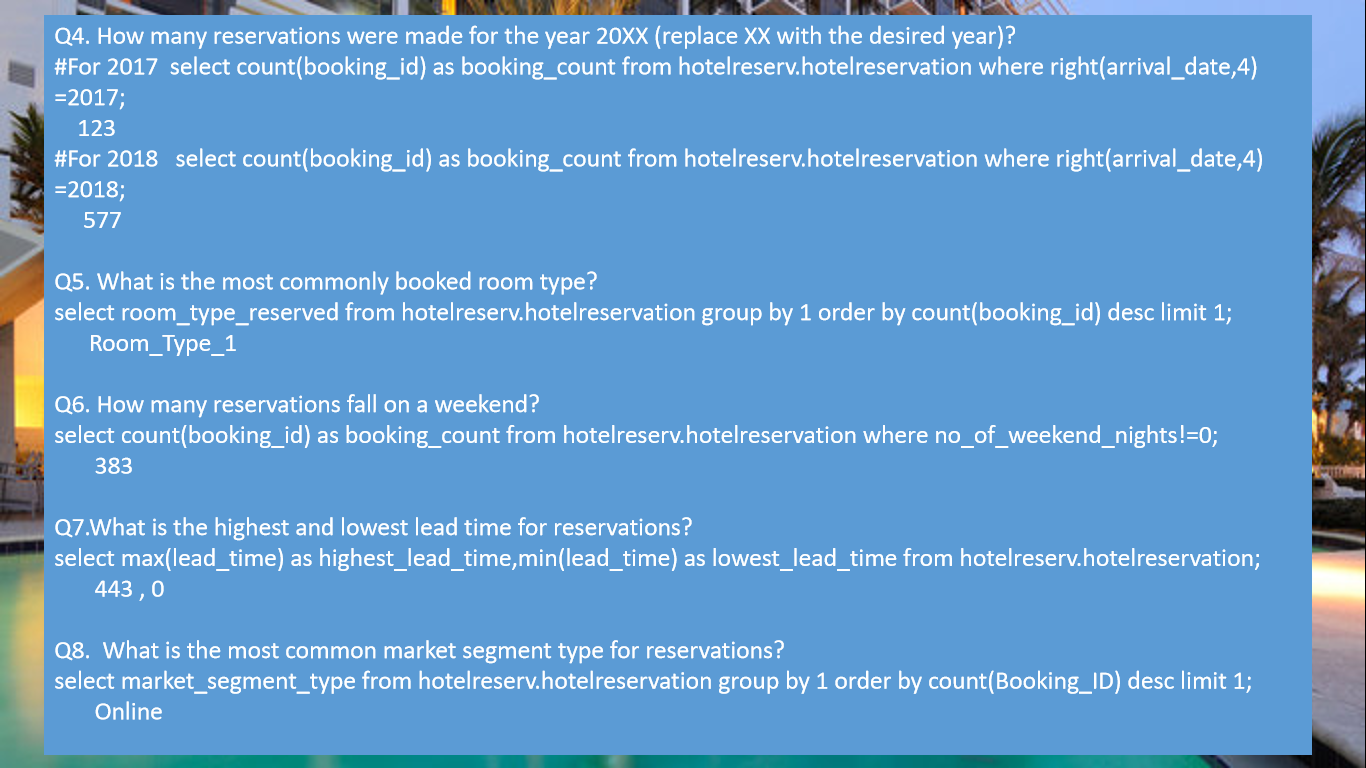 Q4. How many reservations were made for the year 20XX (replace XX with the desired year)?
#For 2017  select count(booking_id) as booking_count from hotelreserv.hotelreservation where right(arrival_date,4)
=2017;
123
#For 2018   select count(booking_id) as booking_count from hotelreserv.hotelreservation where right(arrival_date,4)
=2018;
577
Q5. What is the most commonly booked room type?
select room_type_reserved from hotelreserv.hotelreservation group by 1 order by count(booking_id) desc limit 1;
Room_Type_1
Q6. How many reservations fall on a weekend?
select count(booking_id) as booking_count from hotelreserv.hotelreservation where no_of_weekend_nights!=0;
383
Q7.What is the highest and lowest lead time for reservations?
select max(lead_time) as highest_lead_time,min(lead_time) as lowest_lead_time from hotelreserv.hotelreservation;
443 , 0
Q8.  What is the most common market segment type for reservations?
select market_segment_type from hotelreserv.hotelreservation group by 1 order by count(Booking_ID) desc limit 1;
Online